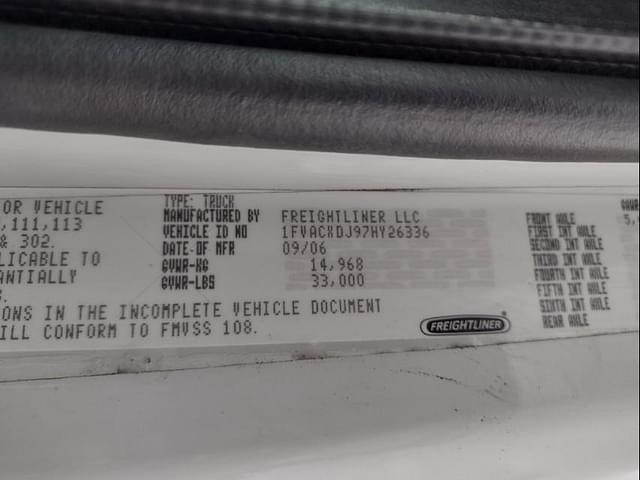 OR VEHICLE
,111,113
& 302.
LICABLE TO
ANTIALLY
S.
ONS IN THE INCOMPLETE VEHICLE DOCUMENT
ILL CONFORM TO FMVSS 108.
TYPE: TRUCK
MANUFACTURED BY FREIGHTLINER LLC
VEHICLE ID NO 1FVACXDJ97HY26336
DATE OF MFR 09/06
GVWR-KG 14,968
GVWR-LBS 33,000
FREIGHTLINER
GAWR
FRONT AXLE 5,
FIRST INT AXLE
SECOND INT AXLE
THIRD INT AXLE
FOURTH INT AXLE
FIFTH INT AXLE
SIXTH INT AXLE
REAR AXLE